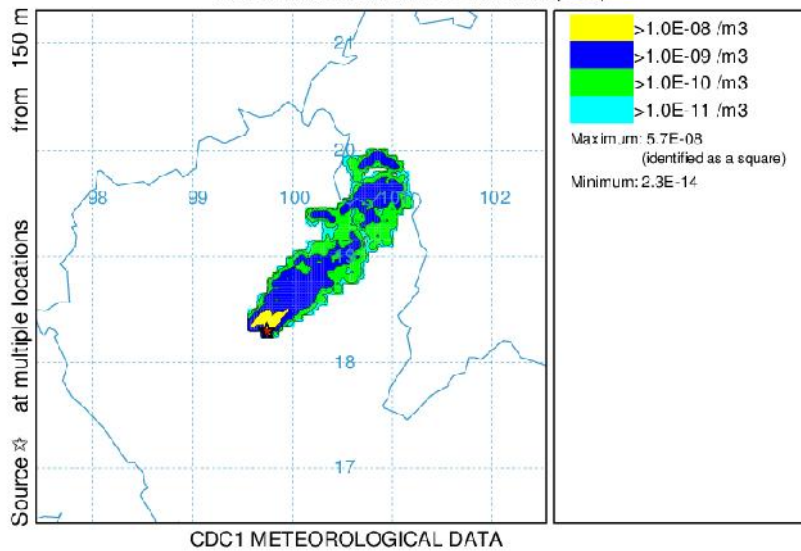 Source ☆ at multiple locations from 150 m
21
20
98 99 100 101 102
19
18
17
>1.0E-08 /m3
>1.0E-09 /m3
>1.0E-10 /m3
>1.0E-11 /m3
Maximum: 5.7E-08
(identified as a square)
Minimum: 2.3E-14
CDC1 METEOROLOGICAL DATA